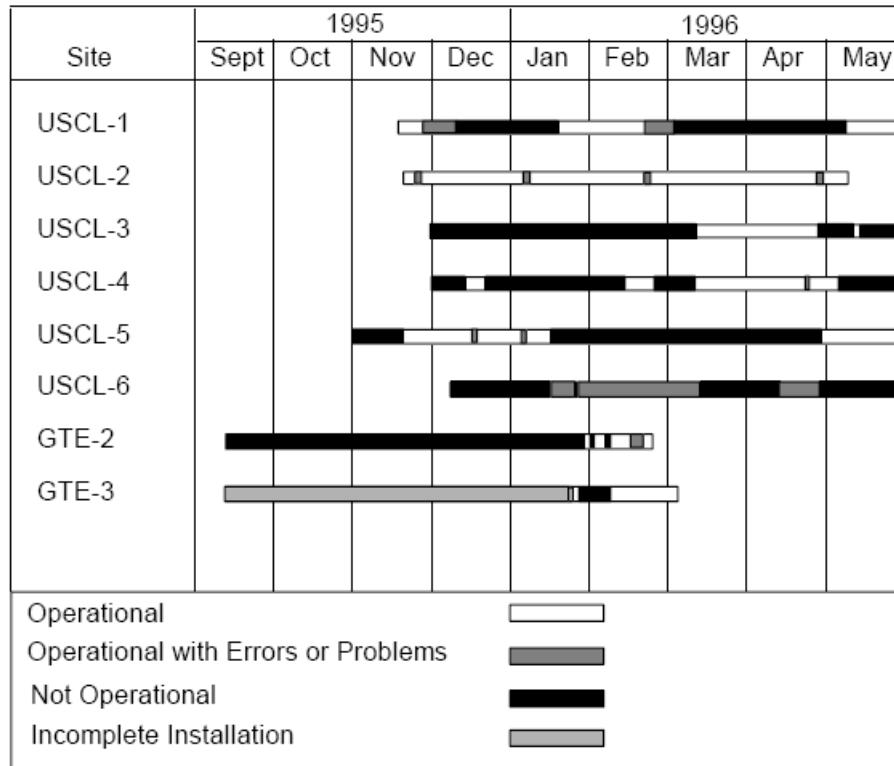 1995 1996
Site Sept Oct Nov Dec Jan Feb Mar Apr May
USCL-1
USCL-2
USCL-3
USCL-4
USCL-5
USCL-6
GTE-2
GTE-3
Operational
Operational with Errors or Problems
Not Operational
Incomplete Installation